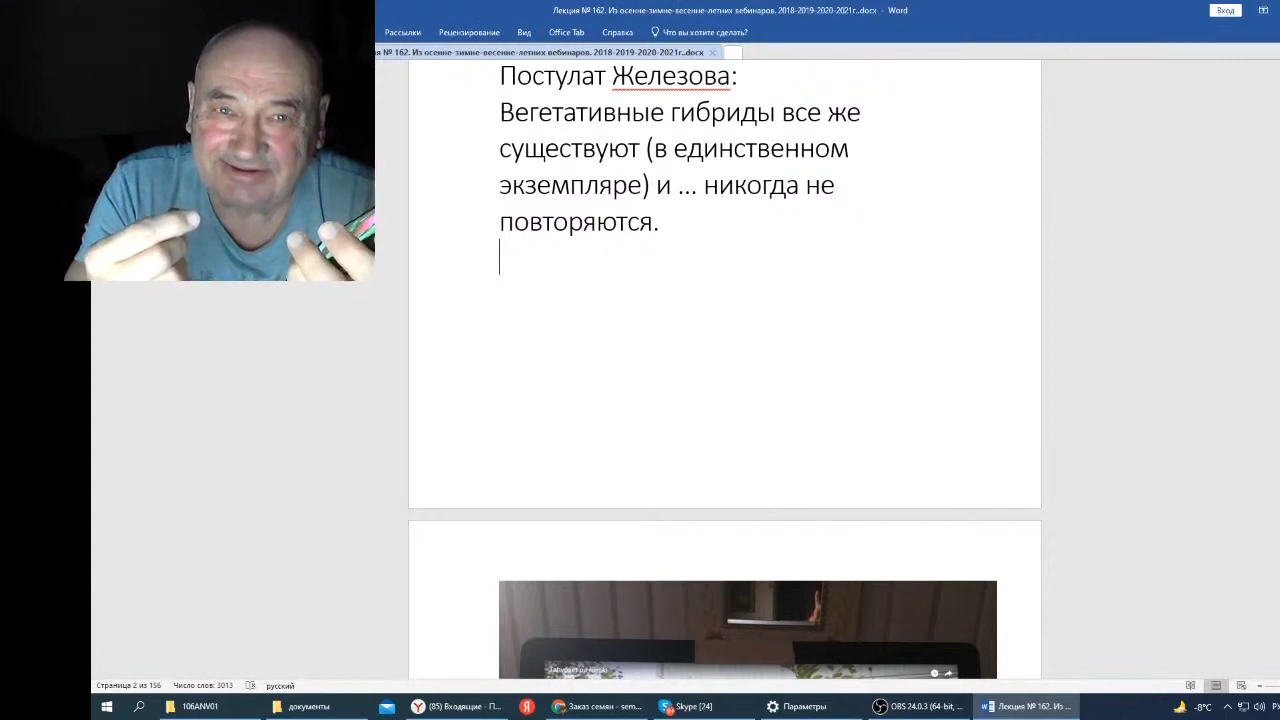 Лекция № 162. Из осенне-зимне-весенне-летних вебинаров. 2018-2019-2020-2021г..docx - Word
Вход
Рассылки Рецензирование Вид Office Tab Справка Что вы хотите сделать?
№ 162. Из осенне-зимне-весенне-летних вебинаров. 2018-2019-2020-2021г..docx
Постулат Железова:
Вегетативные гибриды все же
существуют (в единственном
экземпляре) и ... никогда не
повторяются.
Страница 2 из 156 Число слов: 3013 русский
106ANV01 документы (85) Входящие - П... Заказ семян - sem... Skype [24] Параметры OBS 24.0.3 (64-bit, ... Лекция № 162. Из ... -8°C